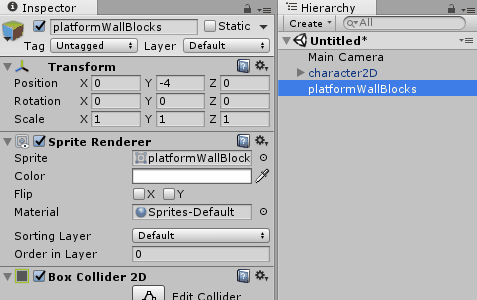 Inspector
platformWallBlocks Static
Tag Untagged Layer Default
Transform
Position X 0 Y -4 Z 0
Rotation X 0 Y 0 Z 0
Scale X 1 Y 1 Z 1
Sprite Renderer
Sprite platformWallBlock
Color
Flip X Y
Material Sprites-Default
Sorting Layer Default
Order in Layer 0
Box Collider 2D
Edit Collider
Hierarchy
Create All
Untitled*
Main Camera
character2D
platformWallBlocks